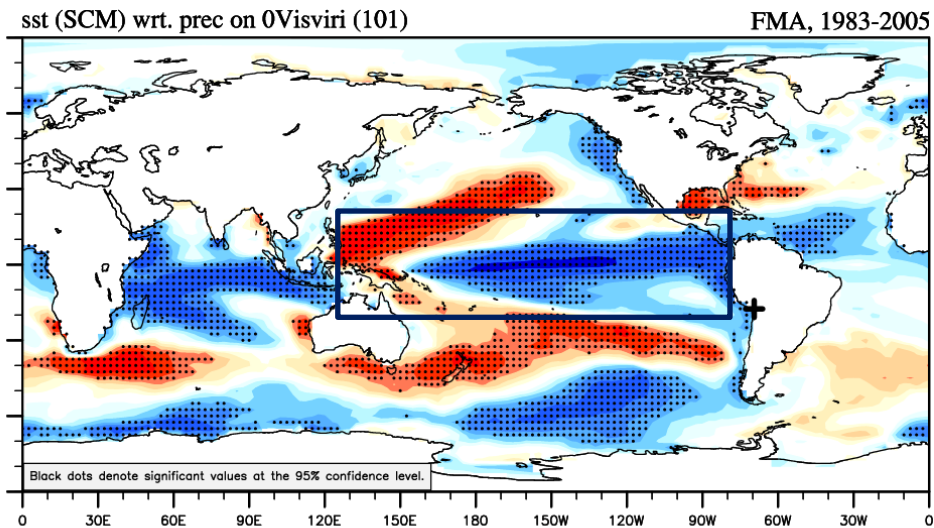 sst (SCM) wrt. prec on 0Visviri (101)
FMA, 1983-2005
Black dots denote significant values at the 95% confidence level.
0 30E 60E 90E 120E 150E 180 150W 120W 90W 60W 30W 0